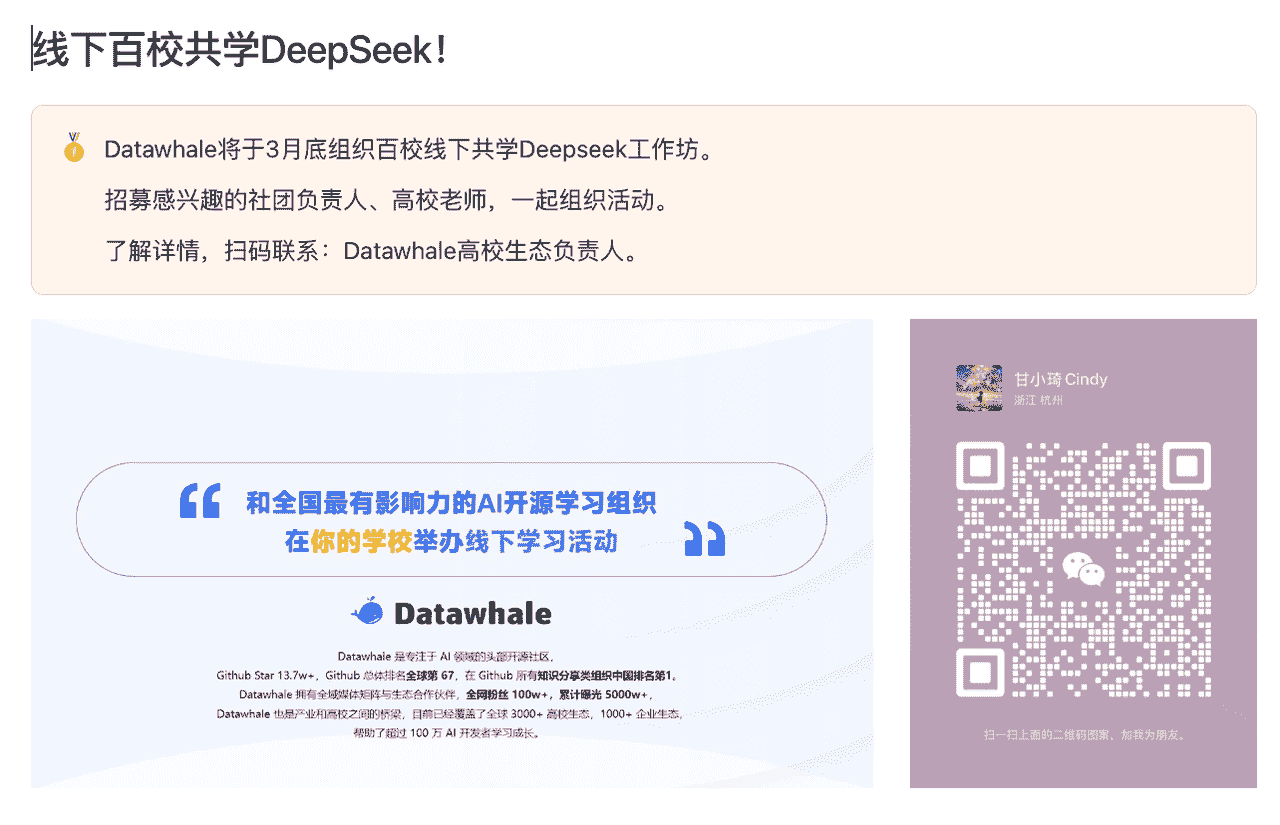 线下百校共学DeepSeek！
Datawhale将于3月底组织百校线下共学Deepseek工作坊。
招募感兴趣的社团负责人、高校老师，一起组织活动。
了解详情，扫码联系：Datawhale高校生态负责人。
和全国最有影响力的AI开源学习组织
在你的学校举办线下学习活动
Datawhale
Datawhale 是专注于 AI 领域的头部开源社区，
Github Star 13.7w+，Github 总体排名全球第 67，在 Github 所有知识分享类组织中国排名第1。
Datawhale 拥有全域媒体矩阵与生态合作伙伴，全网粉丝 100w+，累计曝光 5000w+，
Datawhale 也是产业和高校之间的桥梁，目前已经覆盖了全球 3000+ 高校生态，1000+ 企业生态，
帮助了超过 100 万 AI 开发者学习成长。
甘小琦 Cindy
浙江 杭州
扫一扫上面的二维码图案，加我为朋友。